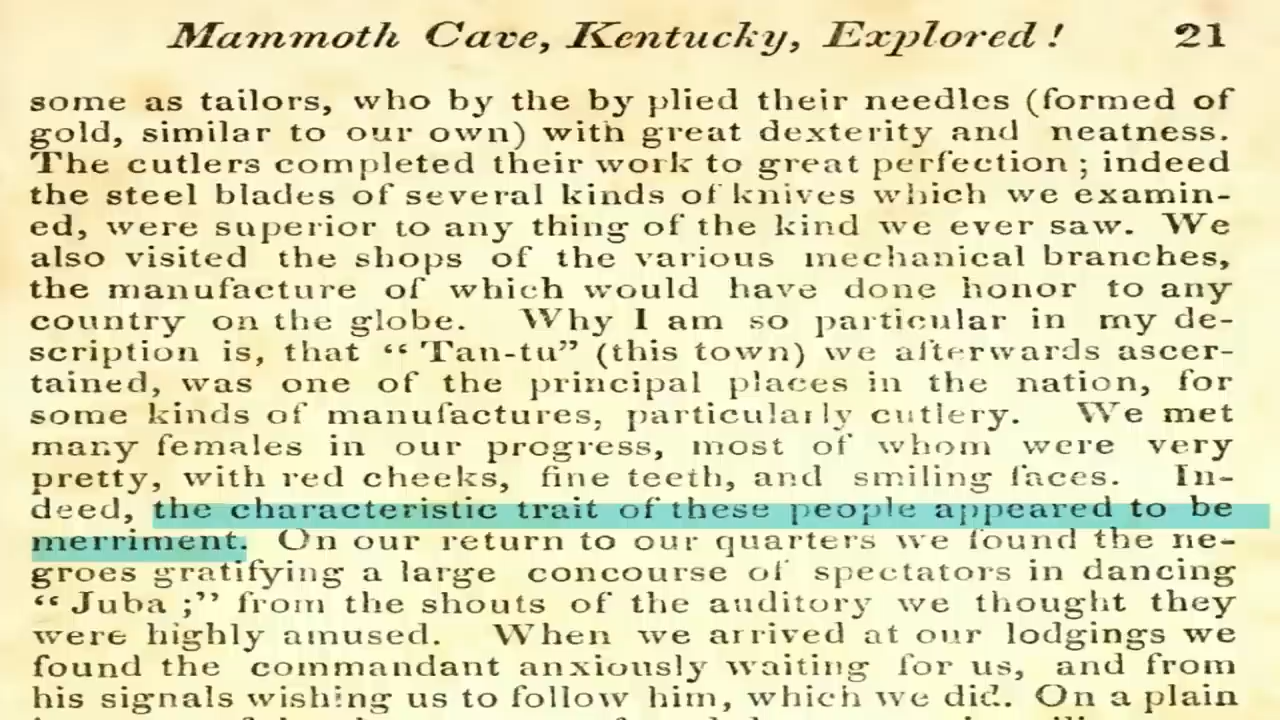 Mammoth Cave, Kentucky, Explored! 21
some as tailors, who by the by plied their needles (formed of
gold, similar to our own) with great dexterity and neatness.
The cutlers completed their work to great perfection; indeed
the steel blades of several kinds of knives which we examin-
ed, were superior to any thing of the kind we ever saw. We
also visited the shops of the various mechanical branches,
the manufacture of which would have done honor to any
country on the globe. Why I am so particular in my de-
scription is, that "Tan-tu" (this town) we afterwards ascer-
tained, was one of the principal places in the nation, for
some kinds of manufactures, particularly cutlery. We met
many females in our progress, most of whom were very
pretty, with red cheeks, fine teeth, and smiling faces. In-
deed, the characteristic trait of these people appeared to be
merriment. On our return to our quarters we found the ne-
groes gratifying a large concourse of spectators in dancing
"Juba;" from the shouts of the auditory we thought they
were highly amused. When we arrived at our lodgings we
found the commandant anxiously waiting for us, and from
his signals wishing us to follow him, which we did. On a plain